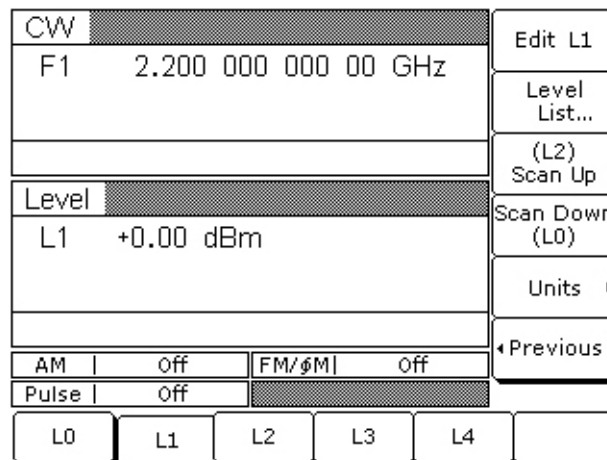 CW
F1 2.200 000 000 00 GHz
Level
L1 +0.00 dBm
AM | Off FM/ϕM| Off
Pulse | Off
L0 L1 L2 L3 L4
Edit L1
Level
List...
(L2)
Scan Up
Scan Down
(L0)
Units
◂Previous